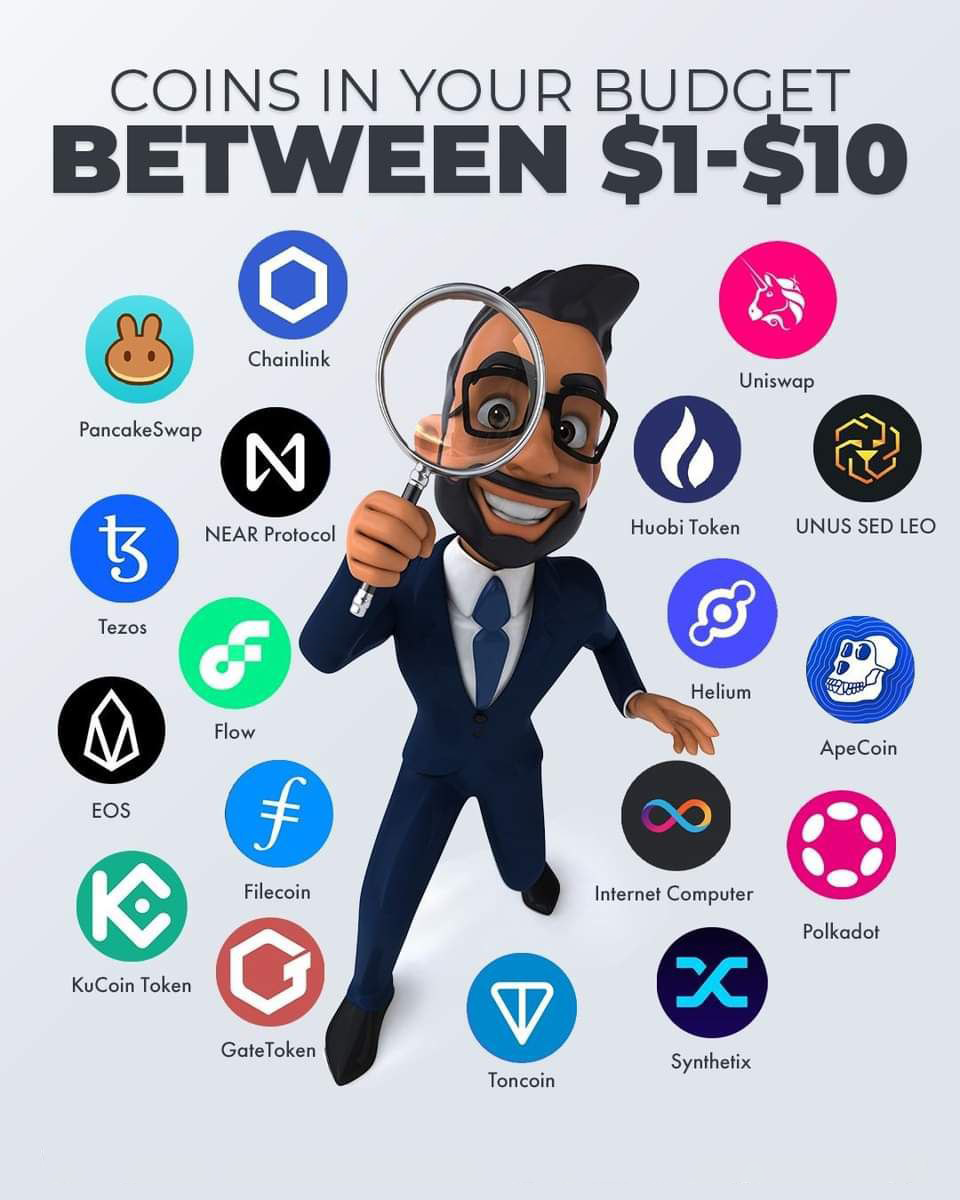 COINS IN YOUR BUDGET
BETWEEN $1-$10
Chainlink
Uniswap
PancakeSwap
NEAR Protocol
Huobi Token
UNUS SED LEO
Tezos
Flow
Helium
ApeCoin
EOS
Filecoin
Internet Computer
Polkadot
KuCoin Token
GateToken
Toncoin
Synthetix